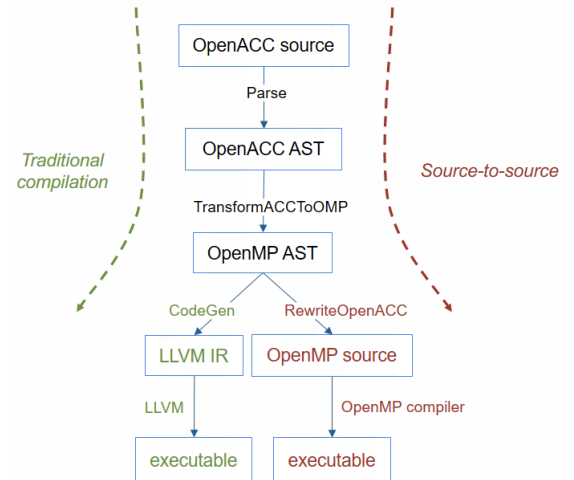 OpenACC source
Parse
OpenACC AST
Traditional
compilation
Source-to-source
TransformACCToOMP
OpenMP AST
CodeGen
RewriteOpenACC
LLVM IR
OpenMP source
LLVM
OpenMP compiler
executable
executable